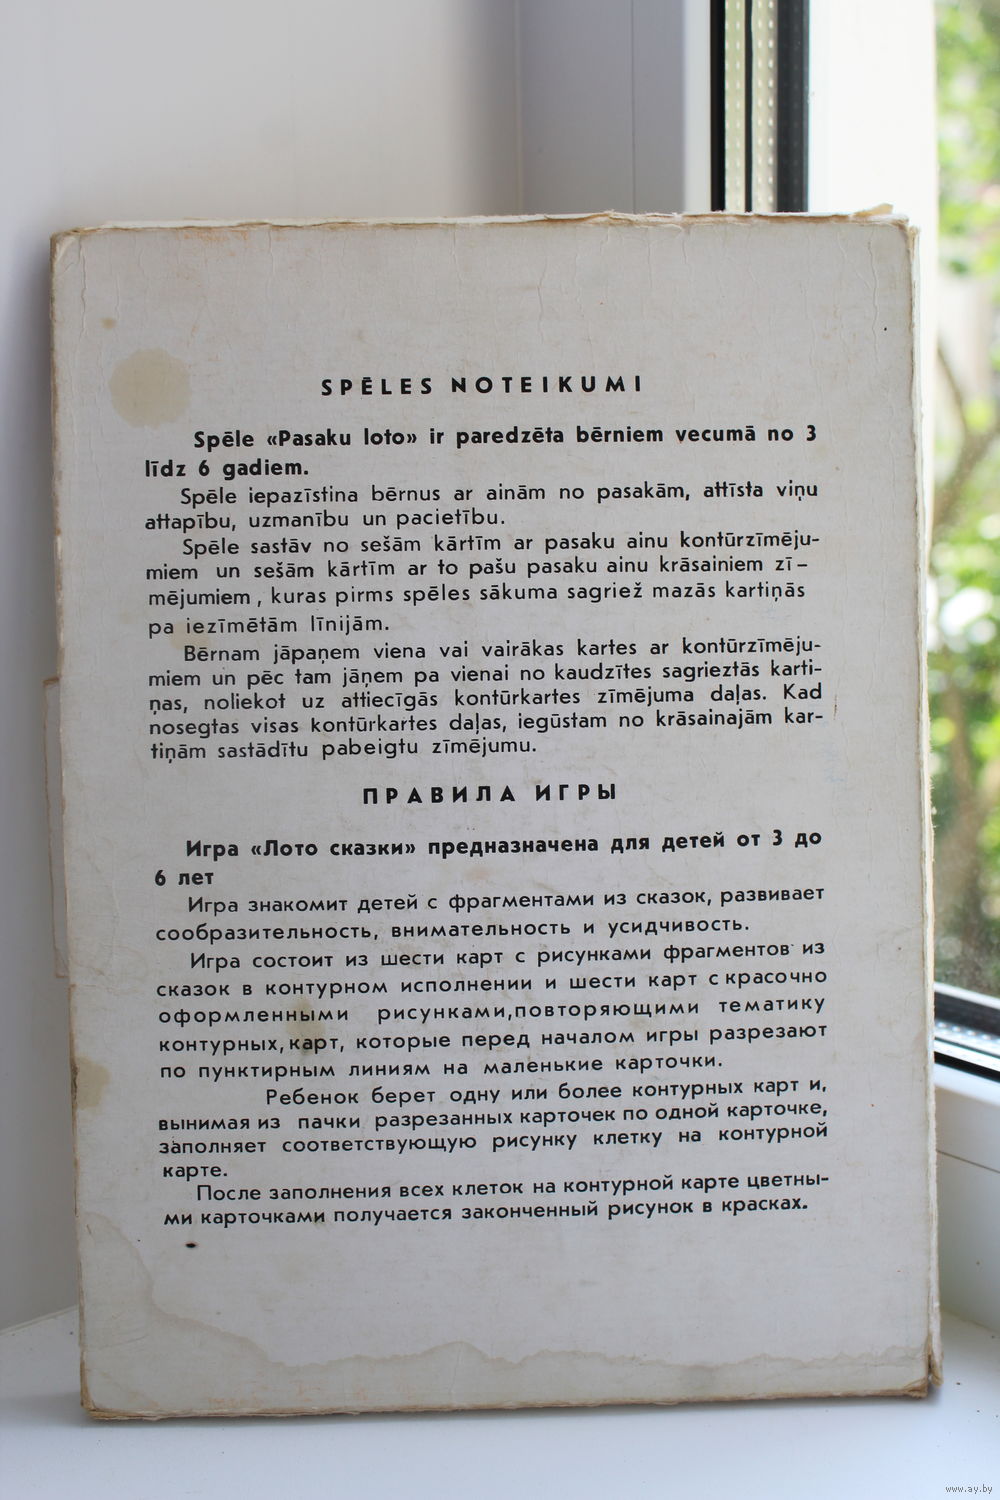 SPĒLES NOTEIKUMI
Spēle «Pasaku loto» ir paredzēta bērniem vecumā no 3
līdz 6 gadiem.
Spēle iepazīstina bērnus ar ainām no pasakām, attīsta viņu
attapību, uzmanību un pacietību.
Spēle sastāv no sešām kārtīm ar pasaku ainu kontūrzīmēju-
miem un sešām kārtīm ar to pašu pasaku ainu krāsainiem zī-
mējumiem, kuras pirms spēles sākuma sagriež mazās kartiņās
pa iezīmētām līnijām.
Bērnam jāpaņem viena vai vairākas kartes ar kontūrzīmēju-
miem un pēc tam jāņem pa vienai no kaudzītes sagrieztās karti-
ņas, noliekot uz attiecīgās kontūrkartes zīmējuma daļas. Kad
nosegtas visas kontūrkartes daļas, iegūstam no krāsainajām kar-
tiņām sastādītu pabeigtu zīmējumu.
ПРАВИЛА ИГРЫ
Игра «Лото сказки» предназначена для детей от 3 до
6 лет
Игра знакомит детей с фрагментами из сказок, развивает
сообразительность, внимательность и усидчивость.
Игра состоит из шести карт с рисунками фрагментов из
сказок в контурном исполнении и шести карт с красочно
оформленными рисунками, повторяющими тематику
контурных, карт, которые перед началом игры разрезают
по пунктирным линиям на маленькие карточки.
Ребенок берет одну или более контурных карт и,
вынимая из пачки разрезанных карточек по одной карточке,
заполняет соответствующую рисунку клетку на контурной
карте.
После заполнения всех клеток на контурной карте цветны-
ми карточками получается законченный рисунок в красках.
www.ay.by